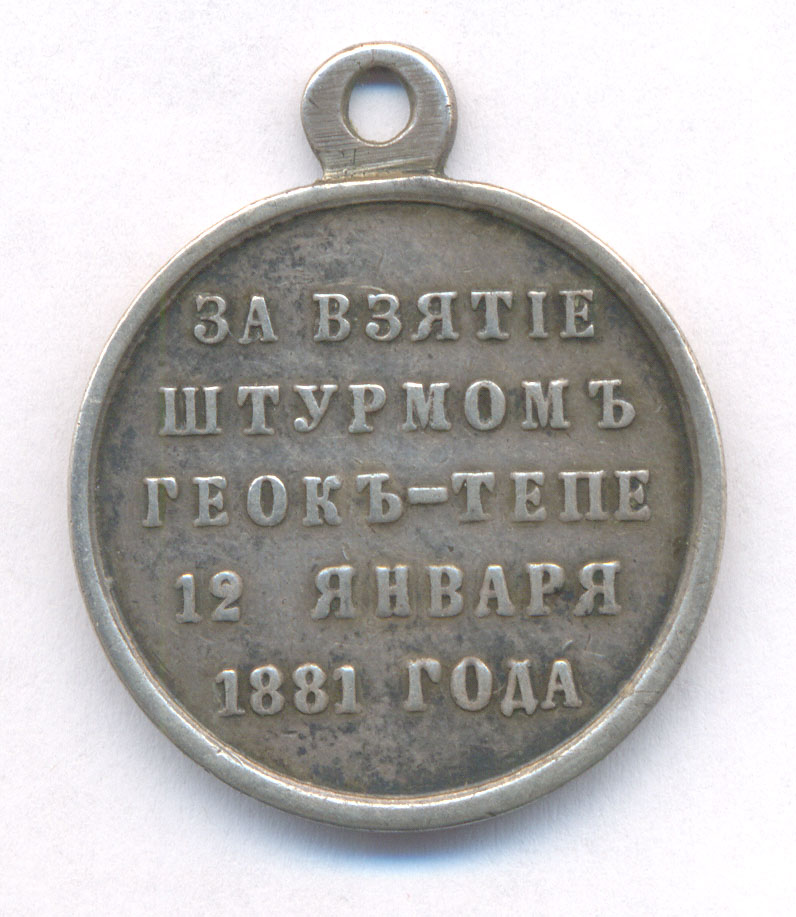 ЗА ВЗЯТІЕ
ШТУРМОМЪ
ГЕОКЪ-ТЕПЕ
12 ЯНВАРЯ
1881 ГОДА